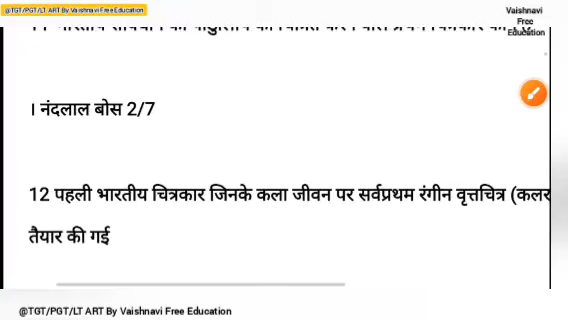 @TGT/PGT/LT ART By Vaishnavi Free Education
Vaishnavi
Free
Education
। नंदलाल बोस 2/7
12 पहली भारतीय चित्रकार जिनके कला जीवन पर सर्वप्रथम रंगीन वृत्तचित्र (कलर
तैयार की गई
@TGT/PGT/LT ART By Vaishnavi Free Education